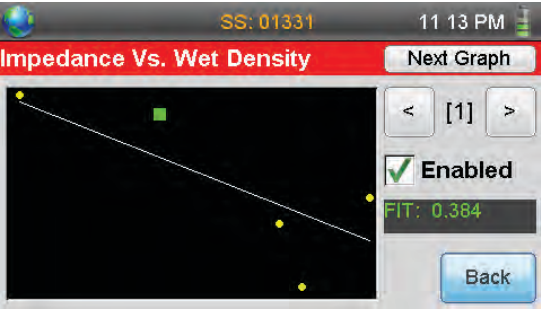 SS: 01331 11 13 PM
Impedance Vs. Wet Density Next Graph
< [1] >
Enabled
FIT: 0.384
Back